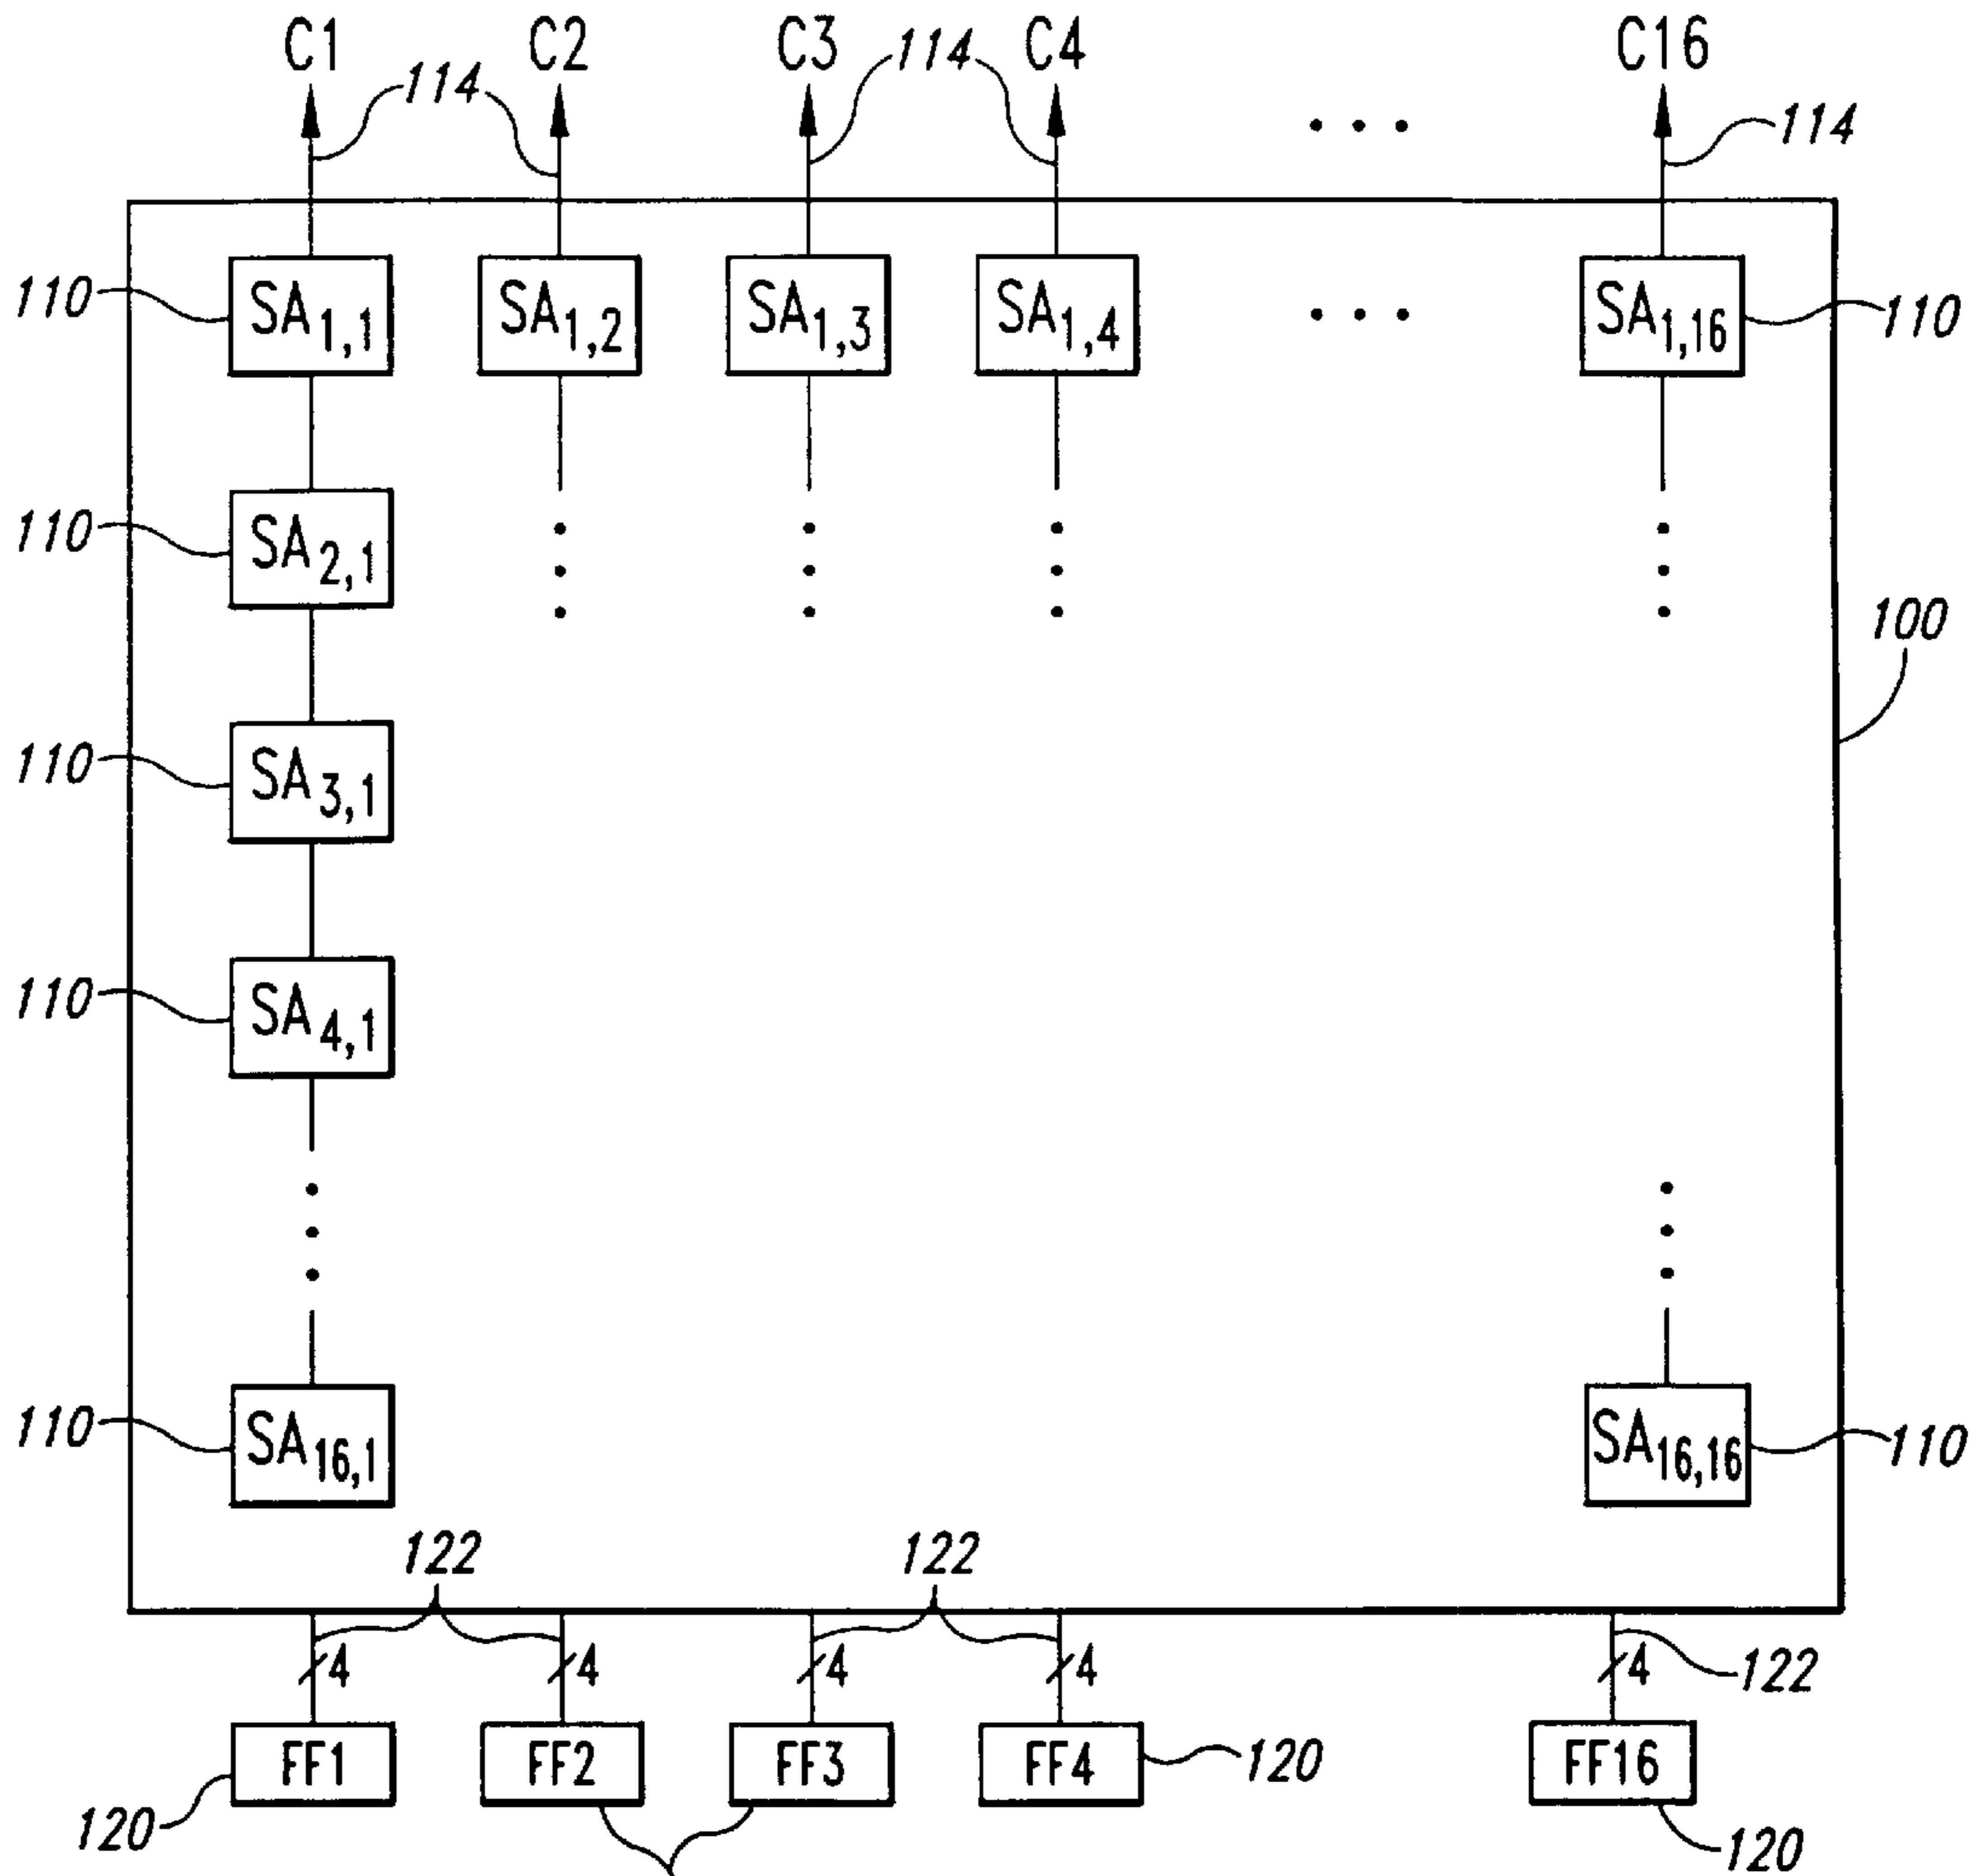 C1 C2 C3 C4 C16
114 114 114
110 SA1,1 SA1,2 SA1,3 SA1,4 SA1,16 110
110 SA2,1
100
110 SA3,1
110 SA4,1
110 SA16,1 SA16,16 110
122 122
4 4 4 4 4 122
FF1 FF2 FF3 FF4 120 FF16
120 120